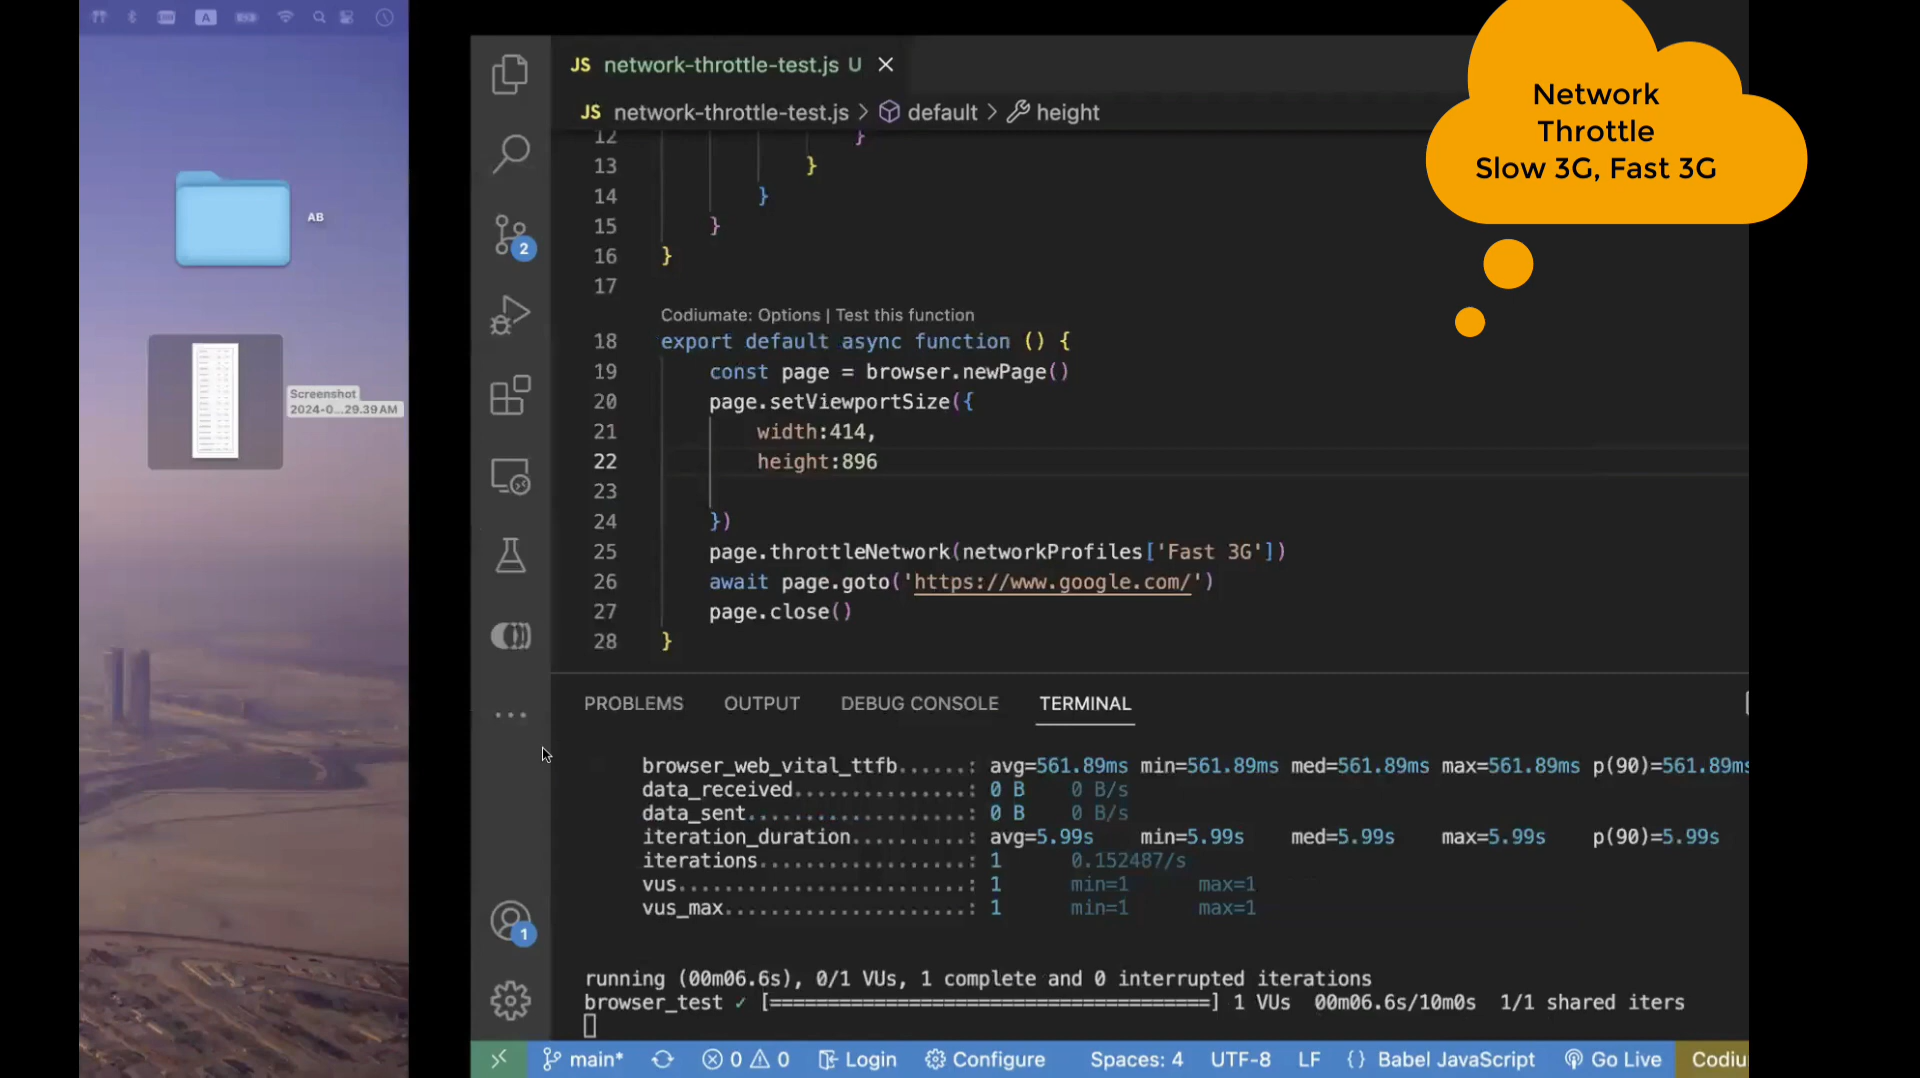 A
AB
Screenshot
2024-0...29.39 AM
JS network-throttle-test.js U
JS network-throttle-test.js > default > height
Network
Throttle
Slow 3G, Fast 3G
12 }
13 }
14 }
15 }
16 }
17
Codiumate: Options | Test this function
18 export default async function () {
19 const page = browser.newPage()
20 page.setViewportSize({
21 width:414,
22 height:896
23
24 })
25 page.throttleNetwork(networkProfiles['Fast 3G'])
26 await page.goto('https://www.google.com/')
27 page.close()
28 }
2
1
PROBLEMS OUTPUT DEBUG CONSOLE TERMINAL
browser_web_vital_ttfb......: avg=561.89ms min=561.89ms med=561.89ms max=561.89ms p(90)=561.89ms
data_received...............: 0 B 0 B/s
data_sent...................: 0 B 0 B/s
iteration_duration..........: avg=5.99s min=5.99s med=5.99s max=5.99s p(90)=5.99s
iterations..................: 1 0.152487/s
vus.........................: 1 min=1 max=1
vus_max.....................: 1 min=1 max=1
running (00m06.6s), 0/1 VUs, 1 complete and 0 interrupted iterations
browser_test ✓ [======================================] 1 VUs 00m06.6s/10m0s 1/1 shared iters
main* 0 0 Login Configure Spaces: 4 UTF-8 LF {} Babel JavaScript Go Live Codiu